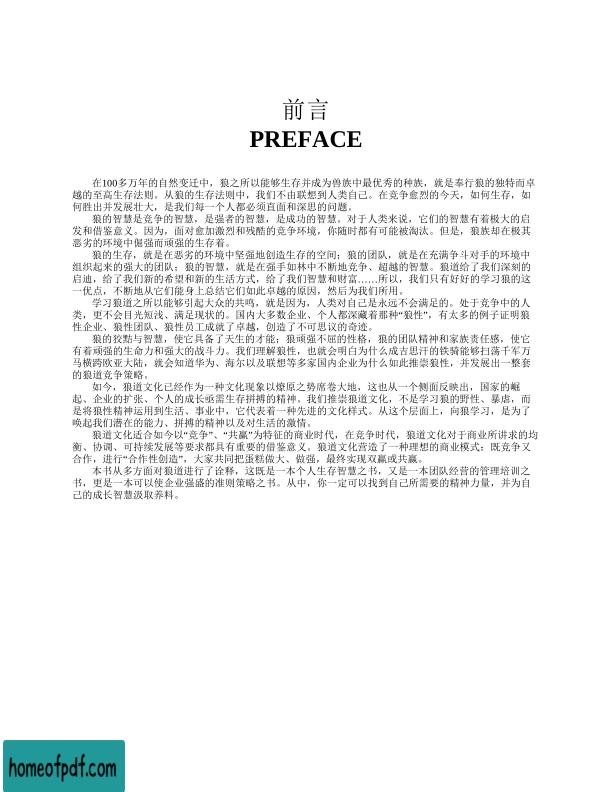 前言
PREFACE
在100多万年的自然变迁中，狼之所以能够生存并成为兽族中最优秀的种族，就是奉行狼的独特而卓
越的至高生存法则。从狼的生存法则中，我们不由联想到人类自己。在竞争愈烈的今天，如何生存，如
何胜出并发展壮大，是我们每一个人都必须直面和深思的问题。
狼的智慧是竞争的智慧，是强者的智慧，是成功的智慧，对于人类来说，它们的智慧有着极大的启
发和借鉴意义。因为，面对愈加激烈和残酷的竞争环境，你随时都有可能被淘汰。但是，狼族却在极其
恶劣的环境中倔强而顽强的生存着。
狼的生存，就是在恶劣的环境中坚强地创造生存的空间；狼的团队，就是在充满争斗对手的环境中
组织起来的强大的团队；狼的智慧，就是在强手如林中不断地竞争、超越的智慧。狼道给了我们深刻的
启迪，给了我们新的希望和新的生活方式，给了我们智慧和财富……所以，我们只有好好的学习狼的这
一优点，不断地从它们能身上总结它们如此卓越的原因，然后为我们所用。
学习狼道之所以能够引起大众的共鸣，就是因为，人类对自己是永远不会满足的。处于竞争中的人
类，更不会目光短浅、满足现状的。国内大多数企业、个人都深藏着那种“狼性”，有太多的例子证明狼
性企业、狼性团队、狼性员工成就了卓越，创造了不可思议的奇迹。
狼的狡黠与智慧，使它具备了天生的才能；狼顽强不屈的性格，狼的团队精神和家族责任感，使它
有着顽强的生命力和强大的战斗力。我们理解狼性，也就会明白为什么成吉思汗的铁骑能够扫荡千军万
马横跨欧亚大陆，就会知道华为、海尔以及联想等多家国内企业为什么如此推崇狼性，并发展出一整套
的狼道竞争策略。
如今，狼道文化已经作为一种文化现象以燎原之势席卷大地，这也从一个侧面反映出，国家的崛
起、企业的扩张、个人的成长亟需生存拼搏的精神。我们推崇狼道文化，不是学习狼的野性、暴虐，而
是将狼性精神运用到生活、事业中，它代表着一种先进的文化样式。从这个层面上，向狼学习，是为了
唤起我们潜在的能力、拼搏的精神以及对生活的激情。
狼道文化适合如今以“竞争”、“共赢”为特征的商业时代，在竞争时代，狼道文化对于商业所讲求的均
衡、协调、可持续发展等要求都具有重要的借鉴意义。狼道文化营造了一种理想的商业模式：既竞争又
合作，进行“合作性创造”，大家共同把蛋糕做大、做强，最终实现双赢或共赢。
本书从多方面对狼道进行了诠释，这既是一本个人生存智慧之书，又是一本团队经营的管理培训之
书，更是一本可以使企业强盛的准则策略之书。从中，你一定可以找到自己所需要的精神力量，并为自
己的成长智慧汲取养料。
homeofpdf.com